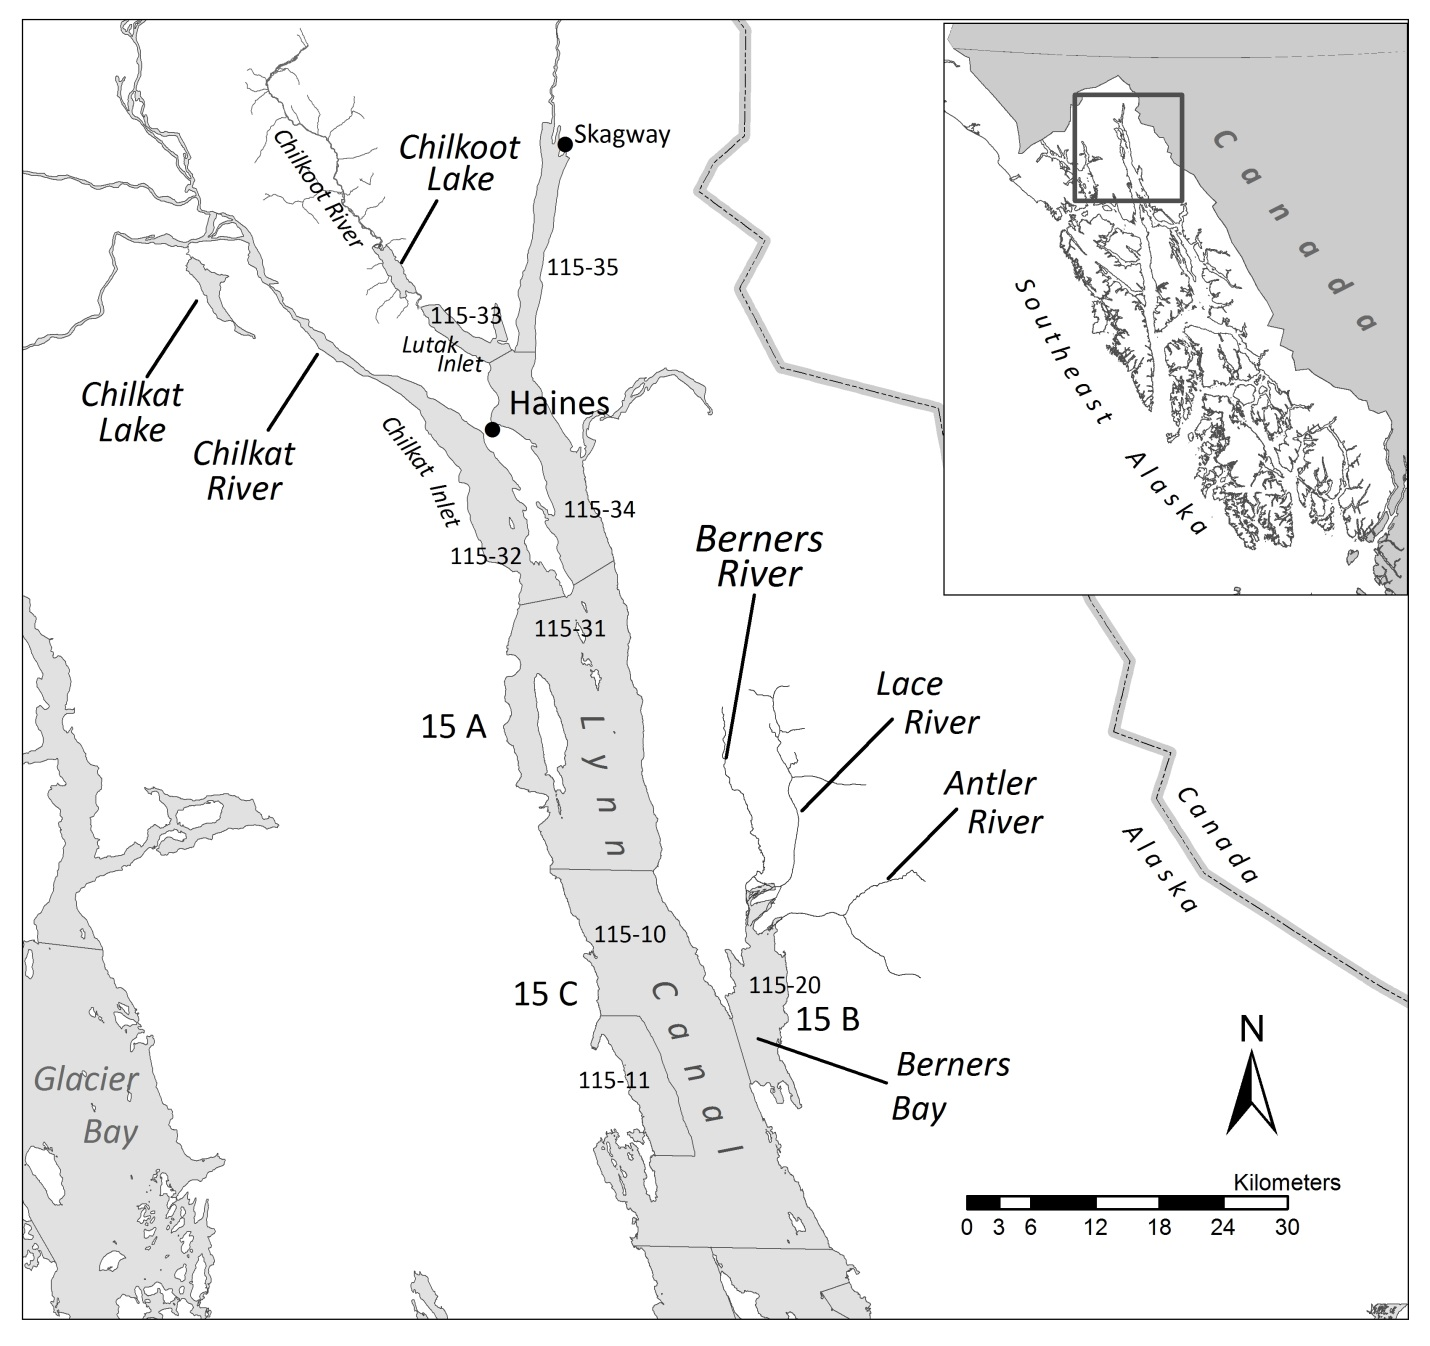 Skagway
Chilkoot
Lake
Chilkoot River
115-35
115-33
Lutak
Inlet
Chilkat
Lake
Chilkat
River
Haines
Chilkat Inlet
115-34
115-32
115-31
Berners
River
Lace
River
Antler
River
15 A
Lynn
Canal
115-10
15 C
115-20
15 B
115-11
Berners
Bay
Glacier
Bay
Canada
Alaska
Canada
Southeast Alaska
N
Kilometers
0 3 6 12 18 24 30